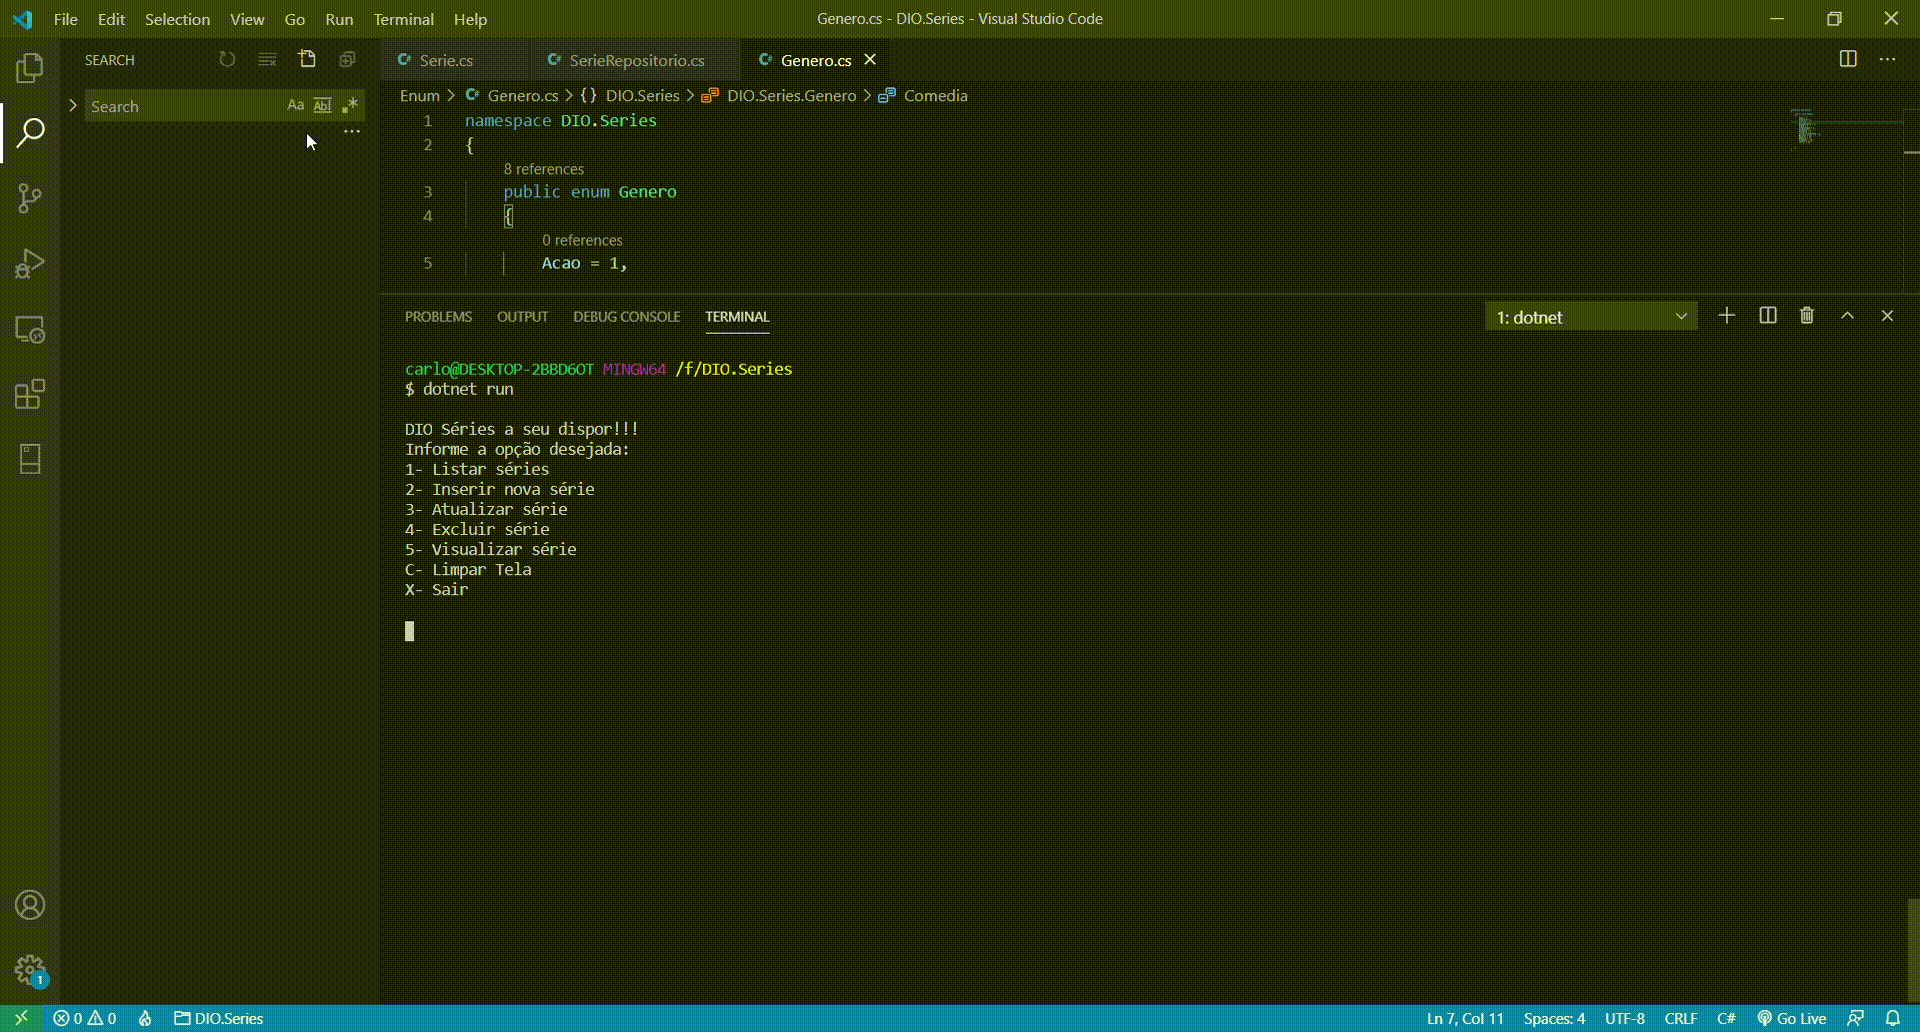 File Edit Selection View Go Run Terminal Help
Genero.cs - DIO.Series - Visual Studio Code
SEARCH
Search
Aa Abl .*
Serie.cs
SerieRepositorio.cs
Genero.cs
Enum > Genero.cs > {} DIO.Series > DIO.Series.Genero > Comedia
1 namespace DIO.Series
2 {
8 references
3 public enum Genero
4 {
0 references
5 Acao = 1,
PROBLEMS OUTPUT DEBUG CONSOLE TERMINAL
1: dotnet
carlo@DESKTOP-2BBD6OT MINGW64 /f/DIO.Series
$ dotnet run
DIO Séries a seu dispor!!!
Informe a opção desejada:
1- Listar séries
2- Inserir nova série
3- Atualizar série
4- Excluir série
5- Visualizar série
C- Limpar Tela
X- Sair
1
0 0 DIO.Series
Ln 7, Col 11 Spaces: 4 UTF-8 CRLF C# Go Live